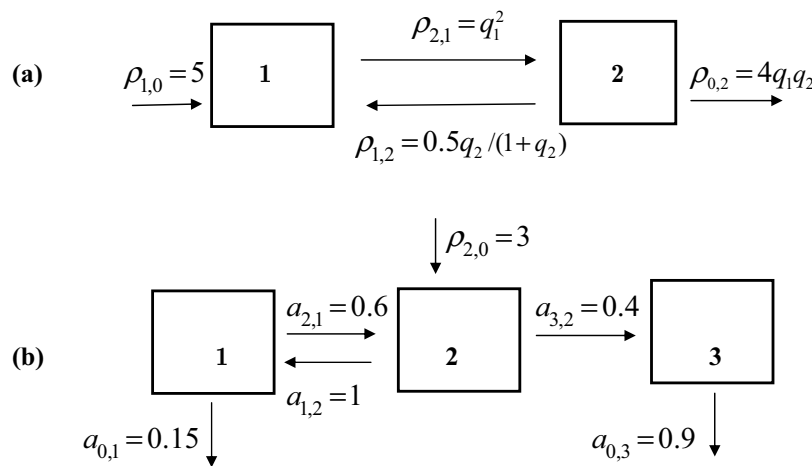 ρ₂,₁ = q₁²
(a) ρ₁,₀ = 5 1 2 ρ₀,₂ = 4q₁q₂
ρ₁,₂ = 0.5q₂ /(1+ q₂)
ρ₂,₀ = 3
a₂,₁ = 0.6 a₃,₂ = 0.4
(b) 1 2 3
a₁,₂ = 1
a₀,₁ = 0.15 a₀,₃ = 0.9